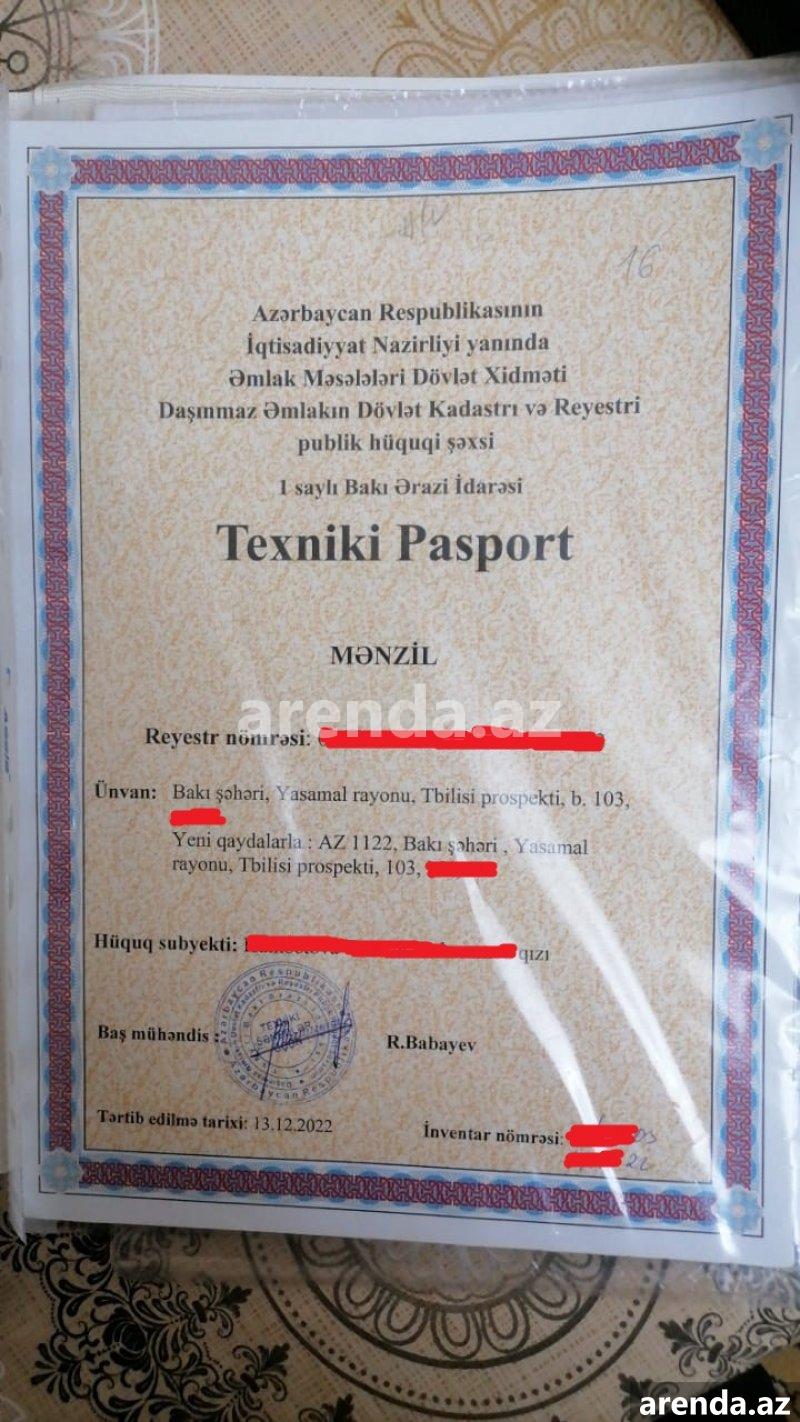 16
Azərbaycan Respublikasının
İqtisadiyyat Nazirliyi yanında
Əmlak Məsələləri Dövlət Xidməti
Daşınmaz Əmlakın Dövlət Kadastrı və Reyestri
publik hüquqi şəxsi
1 saylı Bakı Ərazi İdarəsi
Texniki Pasport
MƏNZİL
arenda.az
Reyestr nömrəsi:
Ünvan: Bakı şəhəri, Yasamal rayonu, Tbilisi prospekti, b. 103,
Yeni qaydalarla : AZ 1122, Bakı şəhəri , Yasamal
rayonu, Tbilisi prospekti, 103,
Hüquq subyekti: qızı
Baş mühəndis :
R.Babayev
Tərtib edilmə tarixi: 13.12.2022
İnventar nömrəsi:
arenda.az